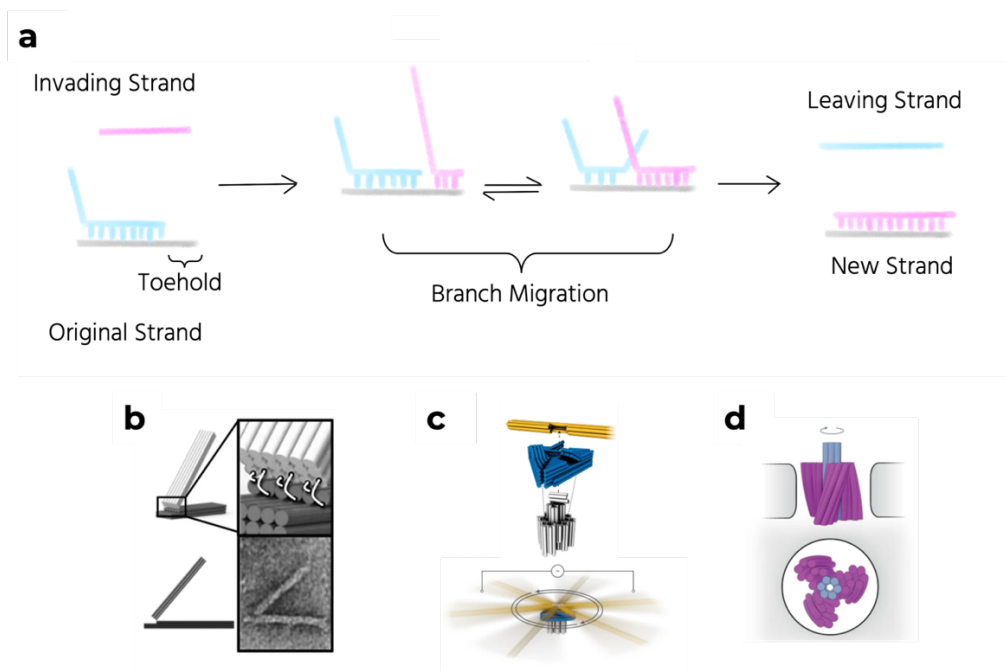 a
Invading Strand
Leaving Strand
Toehold
New Strand
Branch Migration
Original Strand
b
c
d